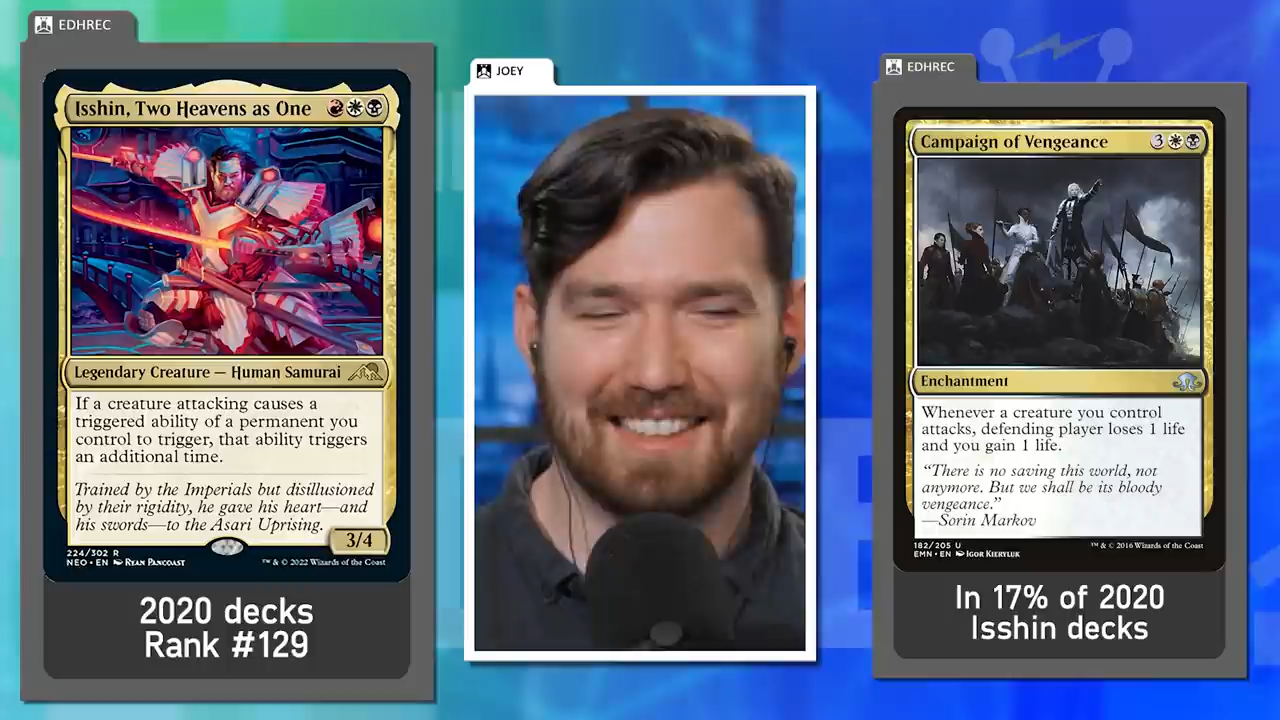 EDHREC
Isshin, Two Heavens as One
Legendary Creature — Human Samurai
If a creature attacking causes a
triggered ability of a permanent you
control to trigger, that ability triggers
an additional time.
Trained by the Imperials but disillusioned
by their rigidity, he gave his heart—and
his swords—to the Asari Uprising.
3/4
224/302 R
NEO • EN RYAN PANCOAST
™ & © 2022 Wizards of the Coast
2020 decks
Rank #129
JOEY
EDHREC
Campaign of Vengeance 3
Enchantment
Whenever a creature you control
attacks, defending player loses 1 life
and you gain 1 life.
“There is no saving this world, not
anymore. But we shall be its bloody
vengeance.”
—Sorin Markov
182/205 U
EMN • EN IGOR KIERYLUK
™ & © 2016 Wizards of the Coast
In 17% of 2020
Isshin decks